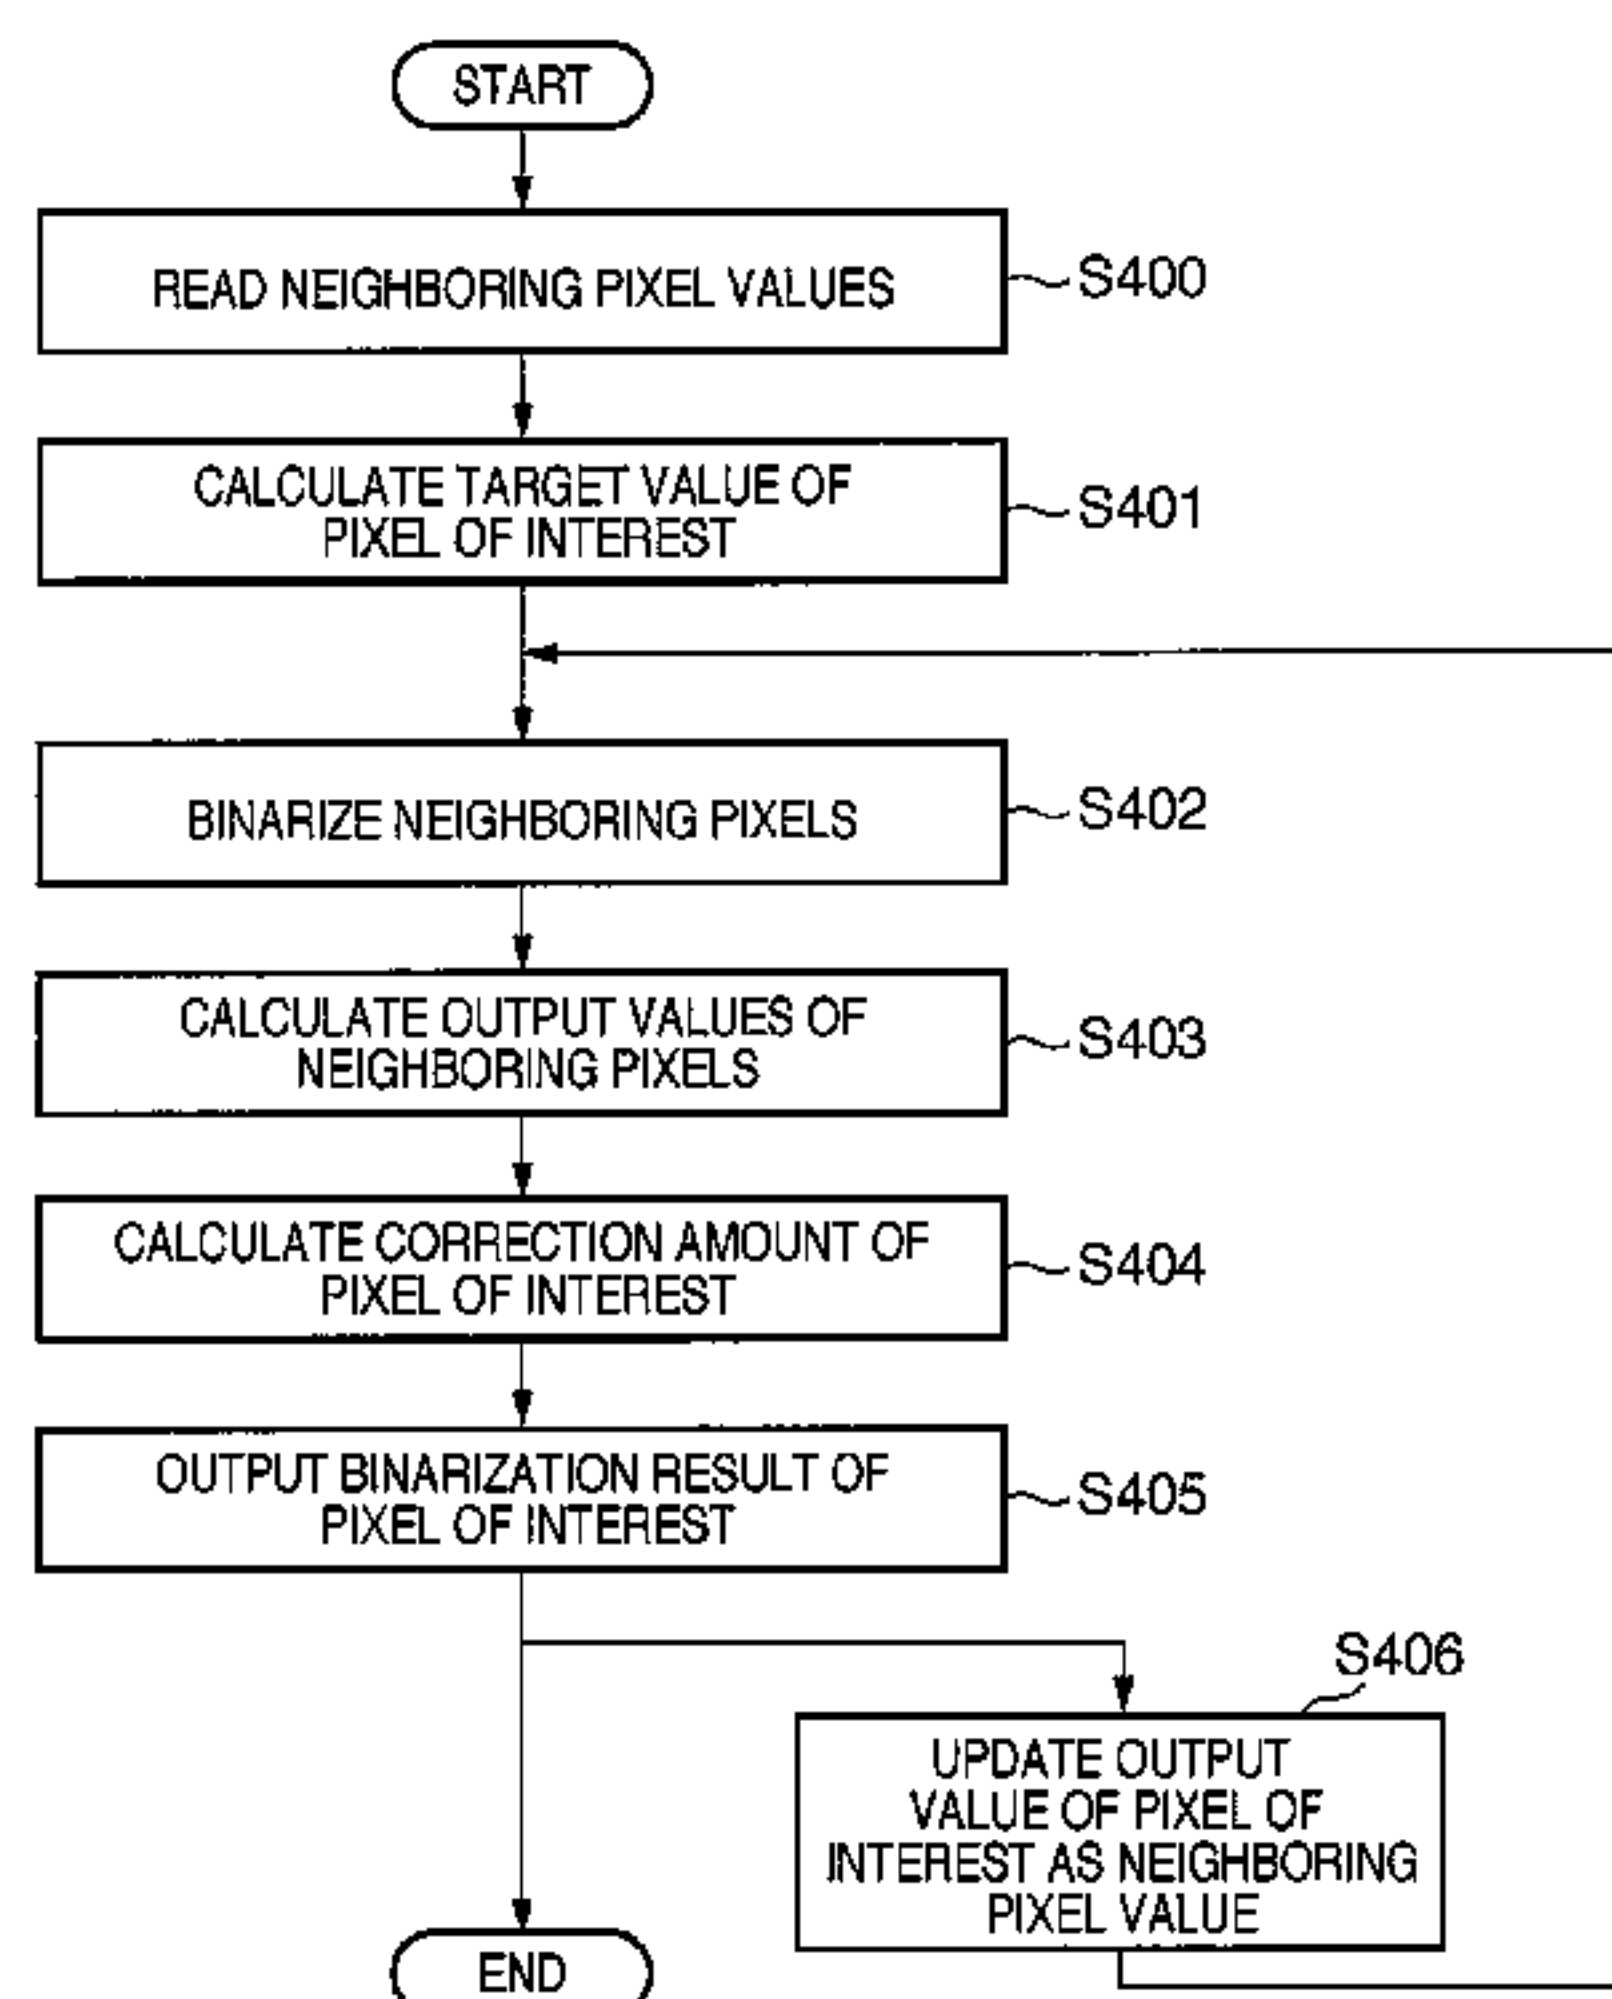 START
READ NEIGHBORING PIXEL VALUES
S400
CALCULATE TARGET VALUE OF
PIXEL OF INTEREST
S401
BINARIZE NEIGHBORING PIXELS
S402
CALCULATE OUTPUT VALUES OF
NEIGHBORING PIXELS
S403
CALCULATE CORRECTION AMOUNT OF
PIXEL OF INTEREST
S404
OUTPUT BINARIZATION RESULT OF
PIXEL OF INTEREST
S405
S406
UPDATE OUTPUT
VALUE OF PIXEL OF
INTEREST AS NEIGHBORING
PIXEL VALUE
END